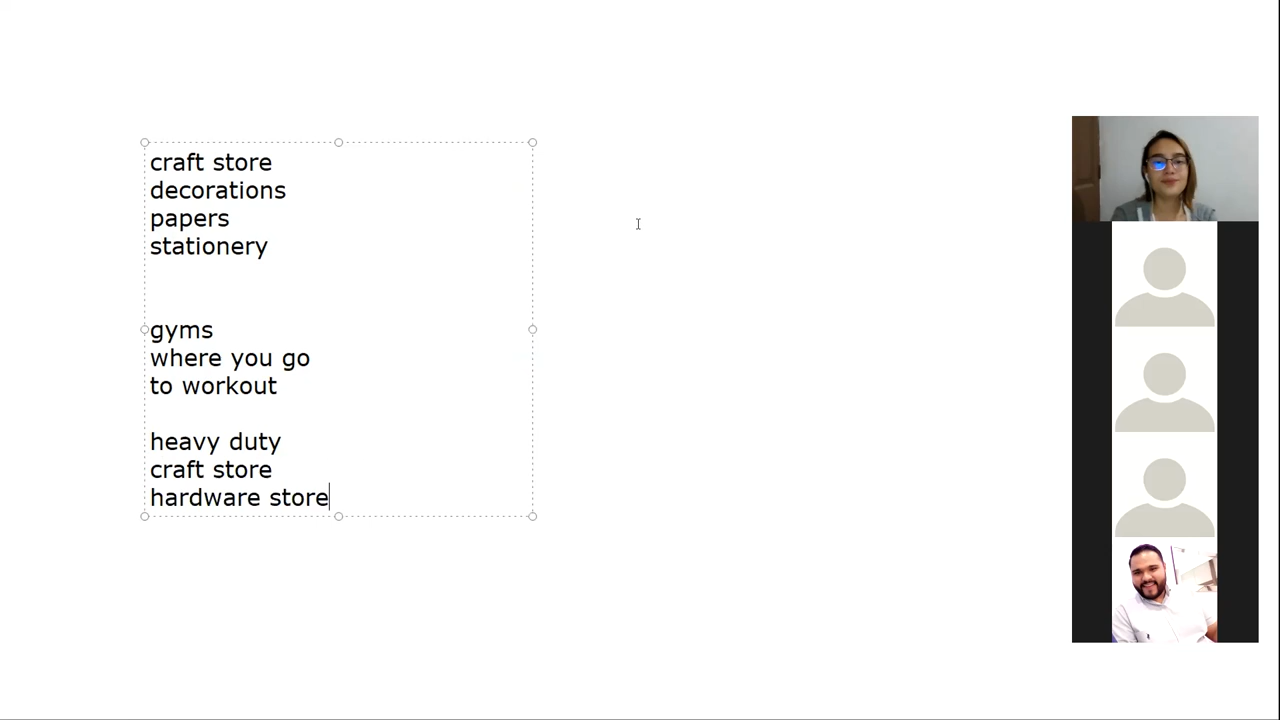 craft store
decorations
papers
stationery
gyms
where you go
to workout
heavy duty
craft store
hardware store